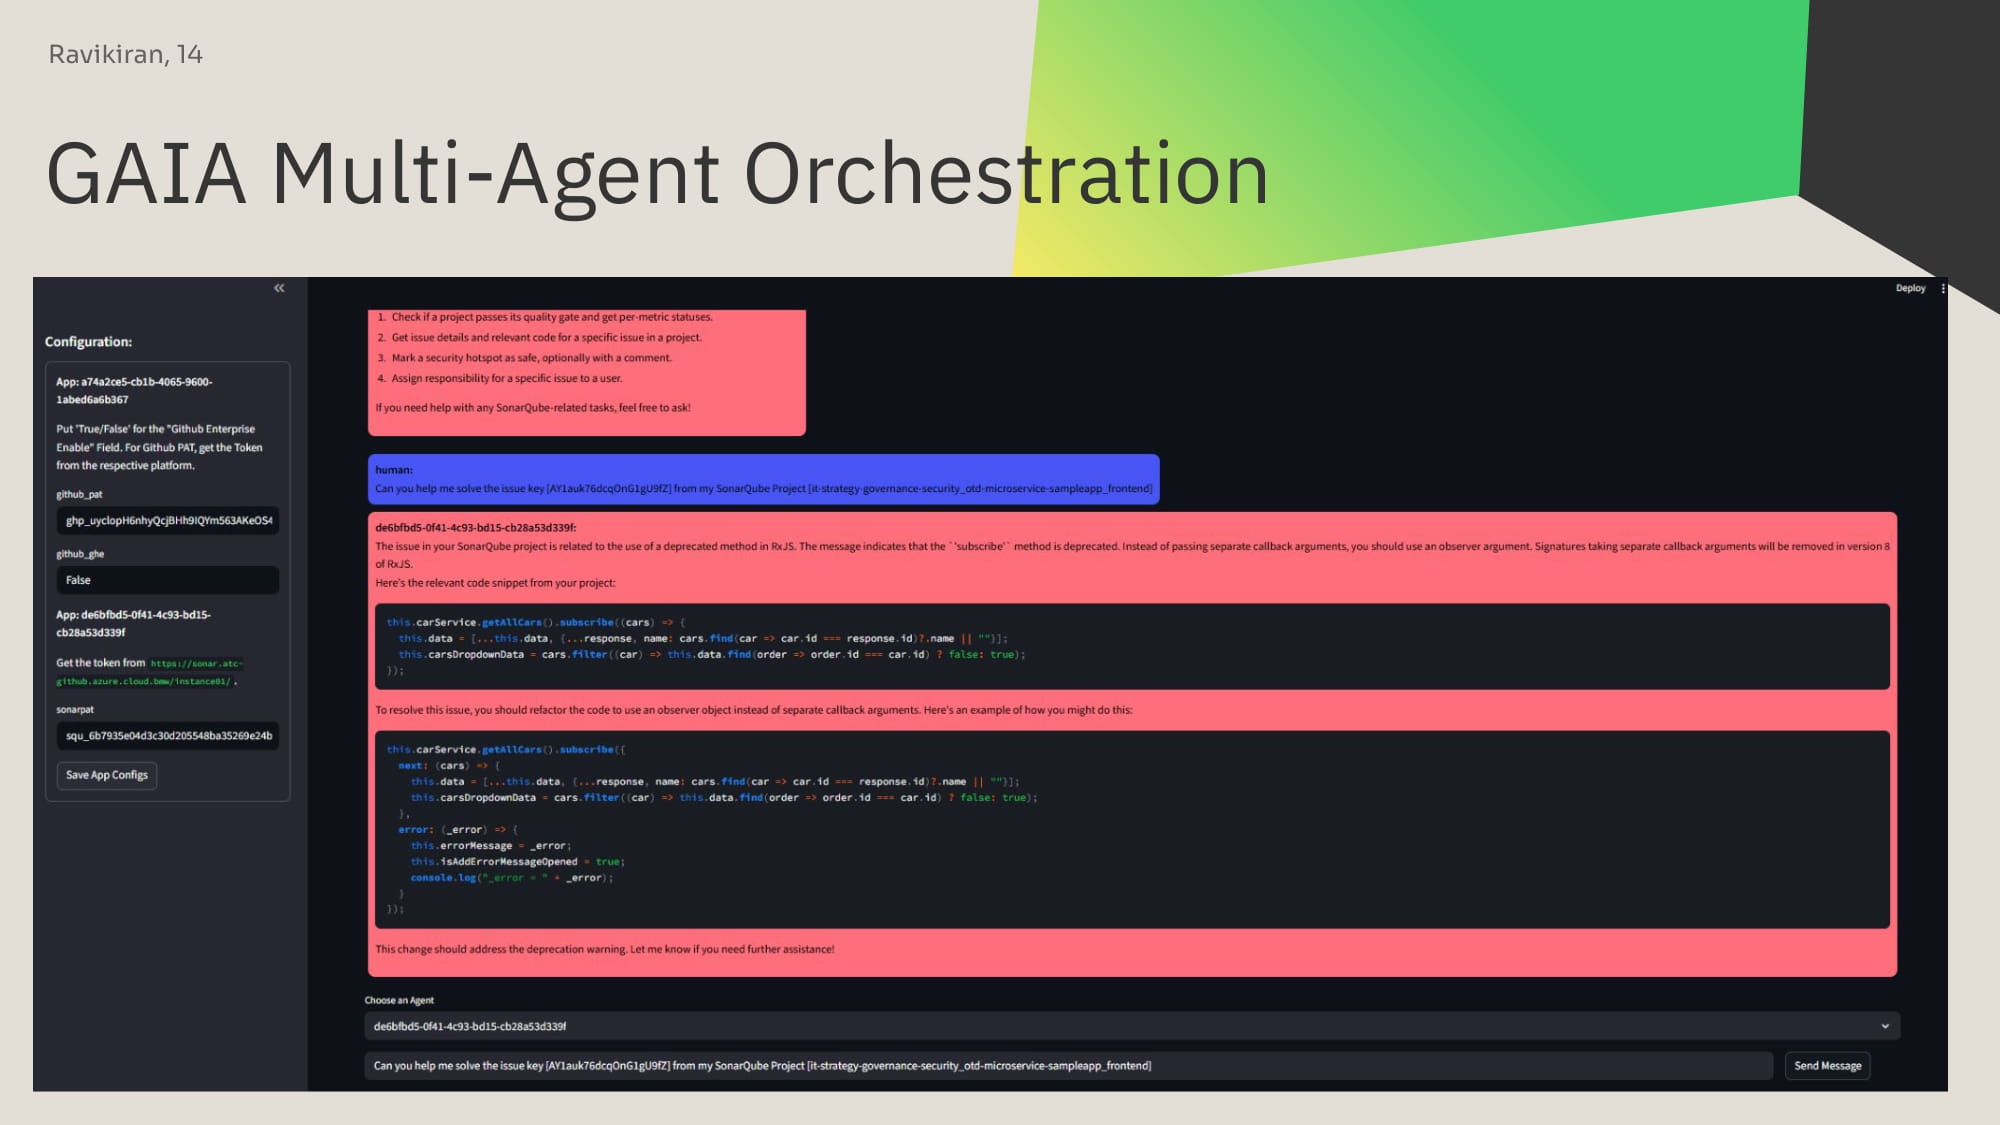 Ravikiran, 14
GAIA Multi-Agent Orchestration
Deploy
Configuration:
App: a74a2ce5-cb1b-4065-9600-
1abed6a6b367
Put 'True/False' for the "Github Enterprise
Enable" Field. For Github PAT, get the Token
from the respective platform.
github_pat
ghp_uyclopH6nhyQcjBHh9IQYm563AKeOS4
github_ghe
False
App: de6bfbd5-0f41-4c93-bd15-
cb28a53d339f
Get the token from https://sonar.atc-
github.azure.cloud.bmw/instance01/ .
sonarpat
squ_6b7935e04d3c30d205548ba35269e24b
Save App Configs
1. Check if a project passes its quality gate and get per-metric statuses.
2. Get issue details and relevant code for a specific issue in a project.
3. Mark a security hotspot as safe, optionally with a comment.
4. Assign responsibility for a specific issue to a user.
If you need help with any SonarQube-related tasks, feel free to ask!
human:
Can you help me solve the issue key [AY1auk76dcqOnG1gU9fZ] from my SonarQube Project [it-strategy-governance-security_otd-microservice-sampleapp_frontend]
de6bfbd5-0f41-4c93-bd15-cb28a53d339f:
The issue in your SonarQube project is related to the use of a deprecated method in RxJS. The message indicates that the ``subscribe`` method is deprecated. Instead of passing separate callback arguments, you should use an observer argument. Signatures taking separate callback arguments will be removed in version 8
of RxJS.
Here's the relevant code snippet from your project:
this.carService.getAllCars().subscribe((cars) => {
this.data = [...this.data, {...response, name: cars.find(car => car.id === response.id)?.name || ""}];
this.carsDropdownData = cars.filter((car) => this.data.find(order => order.id === car.id) ? false: true);
});
To resolve this issue, you should refactor the code to use an observer object instead of separate callback arguments. Here's an example of how you might do this:
this.carService.getAllCars().subscribe({
next: (cars) => {
this.data = [...this.data, {...response, name: cars.find(car => car.id === response.id)?.name || ""}];
this.carsDropdownData = cars.filter((car) => this.data.find(order => order.id === car.id) ? false: true);
},
error: (_error) => {
this.errorMessage = _error;
this.isAddErrorMessageOpened = true;
console.log("_error = " + _error);
}
});
This change should address the deprecation warning. Let me know if you need further assistance!
Choose an Agent
de6bfbd5-0f41-4c93-bd15-cb28a53d339f
Can you help me solve the issue key [AY1auk76dcqOnG1gU9fZ] from my SonarQube Project [it-strategy-governance-security_otd-microservice-sampleapp_frontend]
Send Message